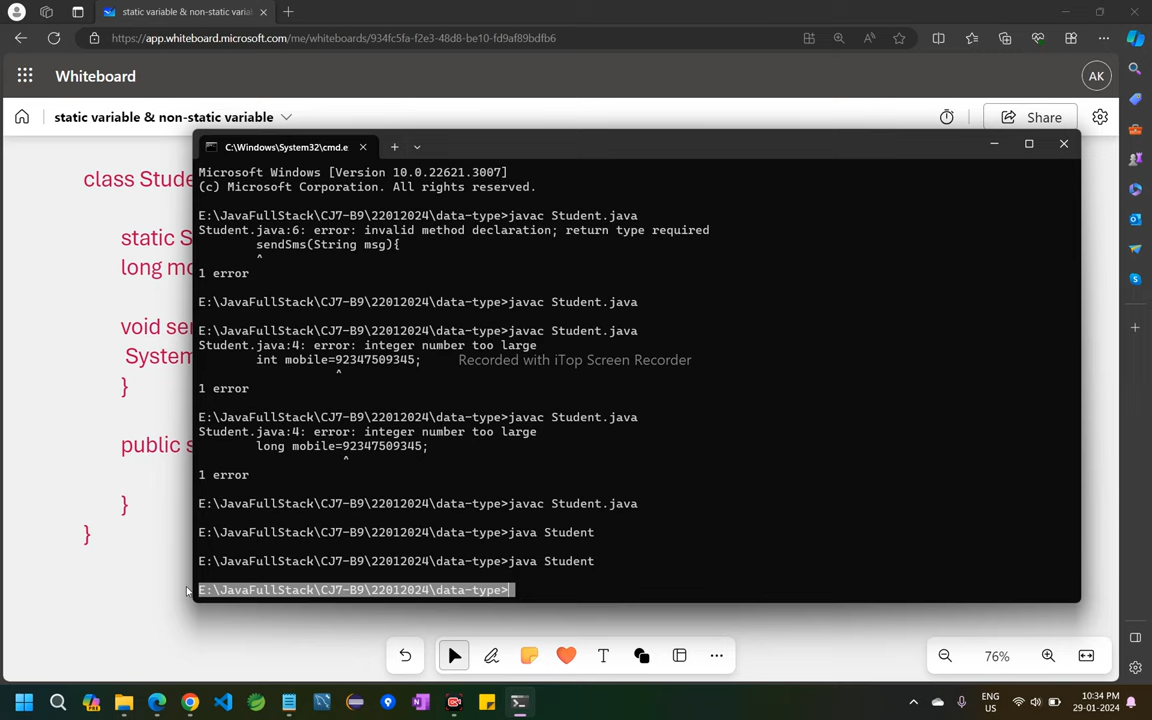 static variable & non-static varia
https://app.whiteboard.microsoft.com/me/whiteboards/934fc5fa-f2e3-48d8-be10-fd9af89bdfb6
Whiteboard
AK
static variable & non-static variable
Share
C:\Windows\System32\cmd.e
class Stude
static S
long mo
void se
System
}
public s
}
}
Microsoft Windows [Version 10.0.22621.3007]
(c) Microsoft Corporation. All rights reserved.
E:\JavaFullStack\CJ7-B9\22012024\data-type>javac Student.java
Student.java:6: error: invalid method declaration; return type required
sendSms(String msg){
^
1 error
E:\JavaFullStack\CJ7-B9\22012024\data-type>javac Student.java
E:\JavaFullStack\CJ7-B9\22012024\data-type>javac Student.java
Student.java:4: error: integer number too large
int mobile=92347509345;
^
Recorded with iTop Screen Recorder
1 error
E:\JavaFullStack\CJ7-B9\22012024\data-type>javac Student.java
Student.java:4: error: integer number too large
long mobile=92347509345;
^
1 error
E:\JavaFullStack\CJ7-B9\22012024\data-type>javac Student.java
E:\JavaFullStack\CJ7-B9\22012024\data-type>java Student
E:\JavaFullStack\CJ7-B9\22012024\data-type>java Student
E:\JavaFullStack\CJ7-B9\22012024\data-type>
76%
ENG
US
10:34 PM
29-01-2024